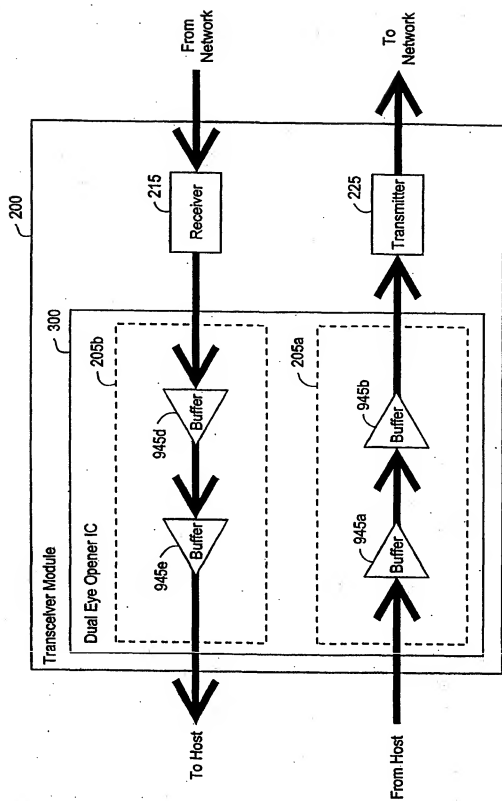 200
Transceiver Module
300
Dual Eye Opener IC
205b
945e
Buffer
945d
Buffer
215
Receiver
From
Network
To Host
205a
945a
Buffer
945b
Buffer
225
Transmitter
To
Network
From Host